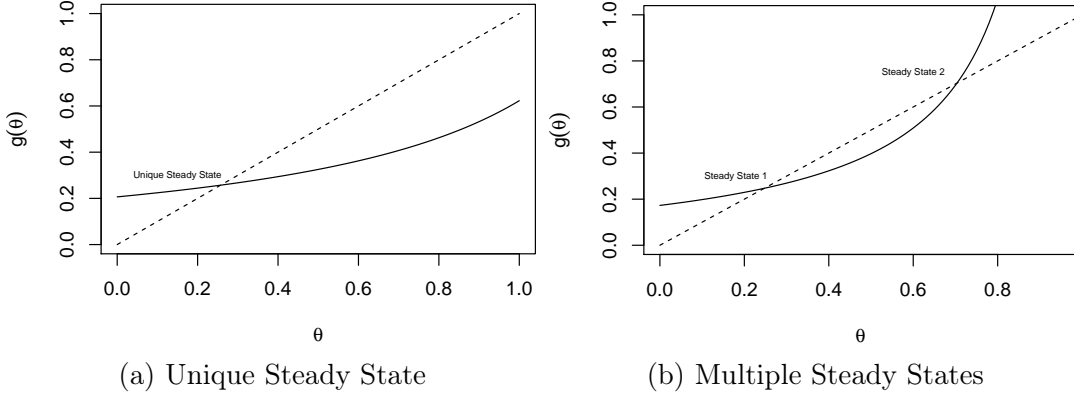 1.0
0.8
0.6
0.4
0.2
0.0
g(θ)
Unique Steady State
0.0 0.2 0.4 0.6 0.8 1.0
θ
(a) Unique Steady State
1.0
0.8
0.6
0.4
0.2
0.0
g(θ)
Steady State 2
Steady State 1
0.0 0.2 0.4 0.6 0.8
θ
(b) Multiple Steady States